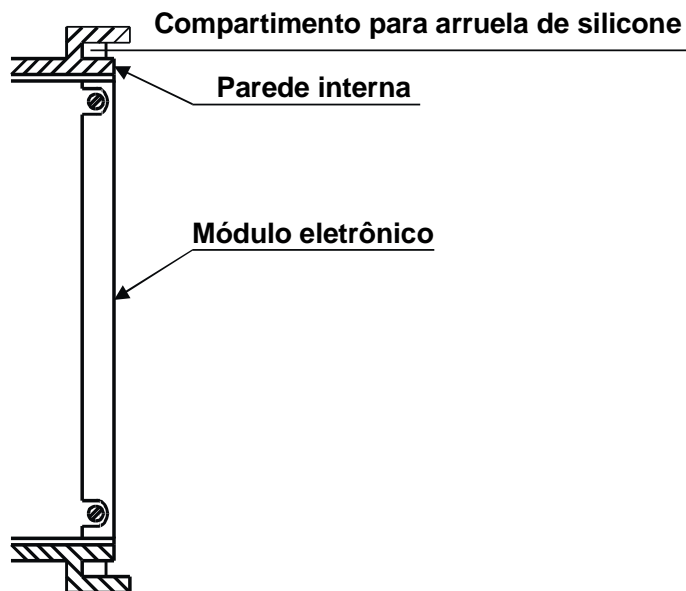 Compartimento para arruela de silicone
Parede interna
Módulo eletrônico